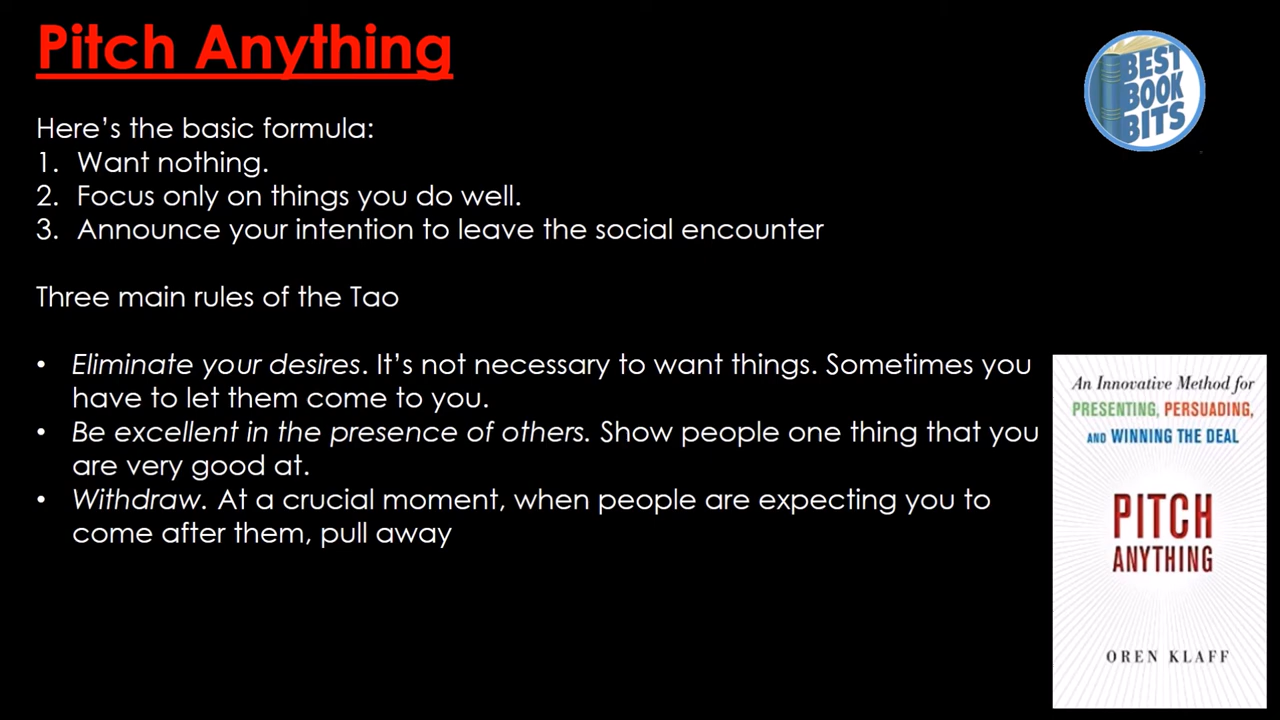 Pitch Anything
BEST
BOOK
BITS
Here's the basic formula:
1. Want nothing.
2. Focus only on things you do well.
3. Announce your intention to leave the social encounter
Three main rules of the Tao
• Eliminate your desires. It's not necessary to want things. Sometimes you
have to let them come to you.
• Be excellent in the presence of others. Show people one thing that you
are very good at.
• Withdraw. At a crucial moment, when people are expecting you to
come after them, pull away
An Innovative Method for
PRESENTING, PERSUADING,
AND WINNING THE DEAL
PITCH
ANYTHING
OREN KLAFF